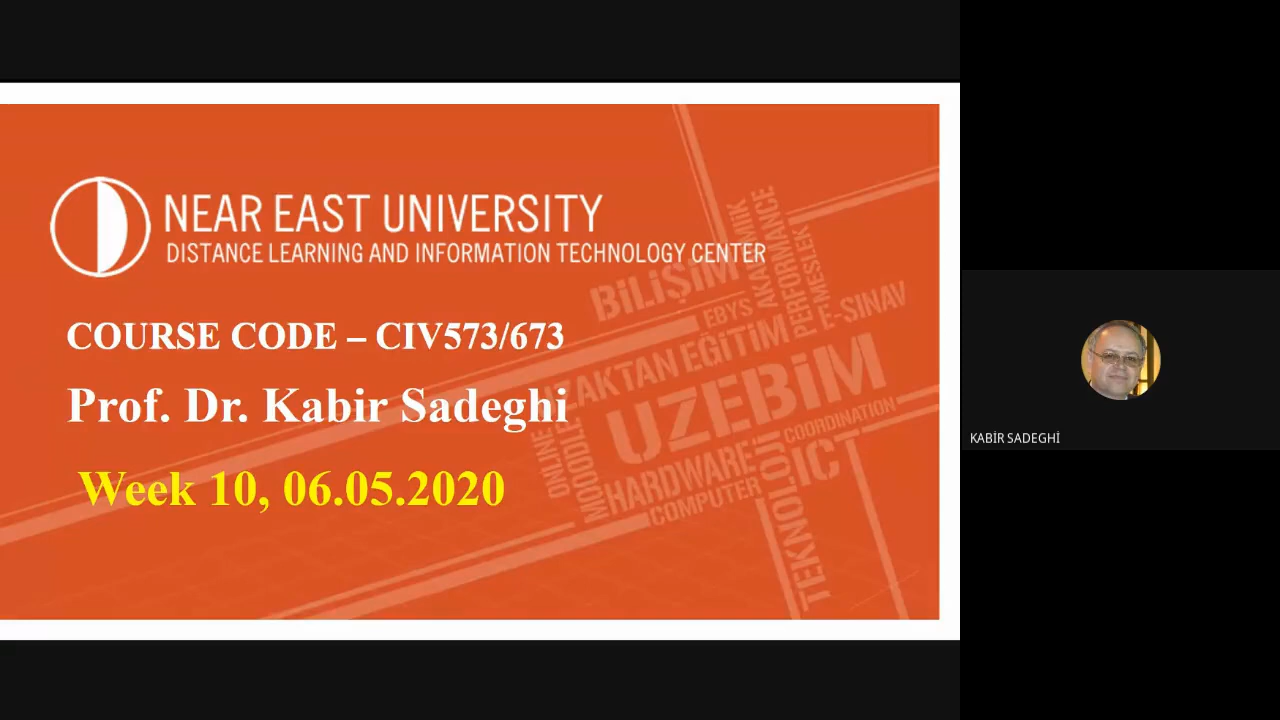 NEAR EAST UNIVERSITY
DISTANCE LEARNING AND INFORMATION TECHNOLOGY CENTER
COURSE CODE – CIV573/673
Prof. Dr. Kabir Sadeghi
Week 10, 06.05.2020
BİLİŞİM
EBYS
AKADEMİK
PERFORMANCE
E-MESLEK
E-SINAV
UZAKTAN EĞİTİM
UZEBİM
ONLINE
MOODLE
HARDWARE
COMPUTER
COORDINATION
ICT
TEKNOLOJİ
KABİR SADEGHİ